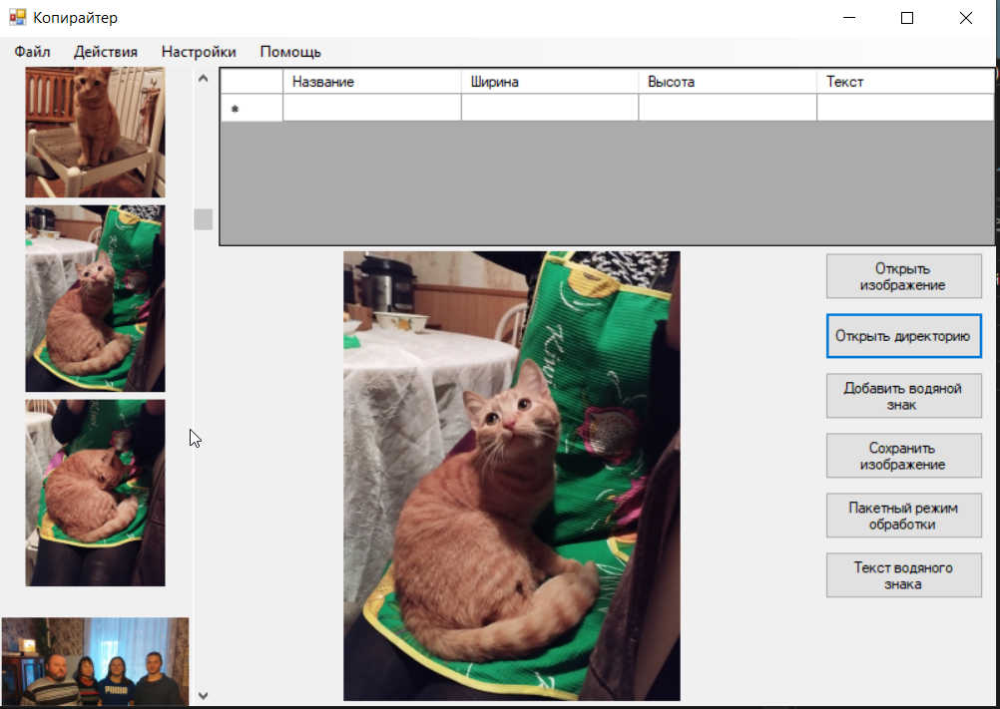 Копирайтер
Файл Действия Настройки Помощь
Название Ширина Высота Текст
Открыть
изображение
Открыть директорию
Добавить водяной
знак
Сохранить
изображение
Пакетный режим
обработки
Текст водяного
знака
Kiwi
PUMA